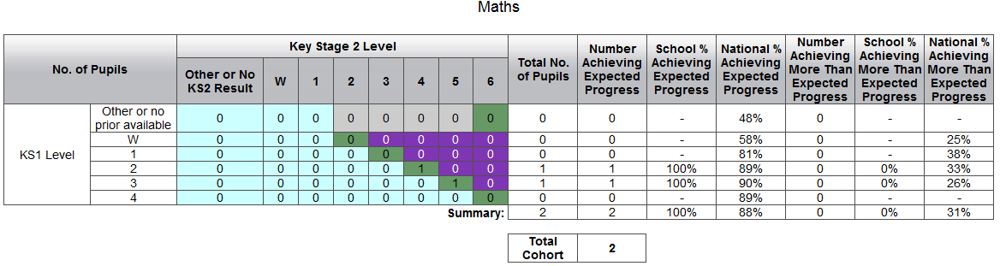 Maths
No. of Pupils
Key Stage 2 Level
Other or No
KS2 Result
W
1
2
3
4
5
6
Total No.
of Pupils
Number
Achieving
Expected
Progress
School %
Achieving
Expected
Progress
National %
Achieving
Expected
Progress
Number
Achieving
More Than
Expected
Progress
School %
Achieving
More Than
Expected
Progress
National %
Achieving
More Than
Expected
Progress
KS1 Level
Other or no
prior available
0 0 0 0 0 0 0 0 0 0 - 48% 0 - -
W 0 0 0 0 0 0 0 0 0 0 - 58% 0 - 25%
1 0 0 0 0 0 0 0 0 0 0 - 81% 0 - 38%
2 0 0 0 0 0 1 0 0 1 1 100% 89% 0 0% 33%
3 0 0 0 0 0 0 1 0 1 1 100% 90% 0 0% 26%
4 0 0 0 0 0 0 0 0 0 0 - 89% 0 - -
Summary: 2 2 100% 88% 0 0% 31%
Total
Cohort
2